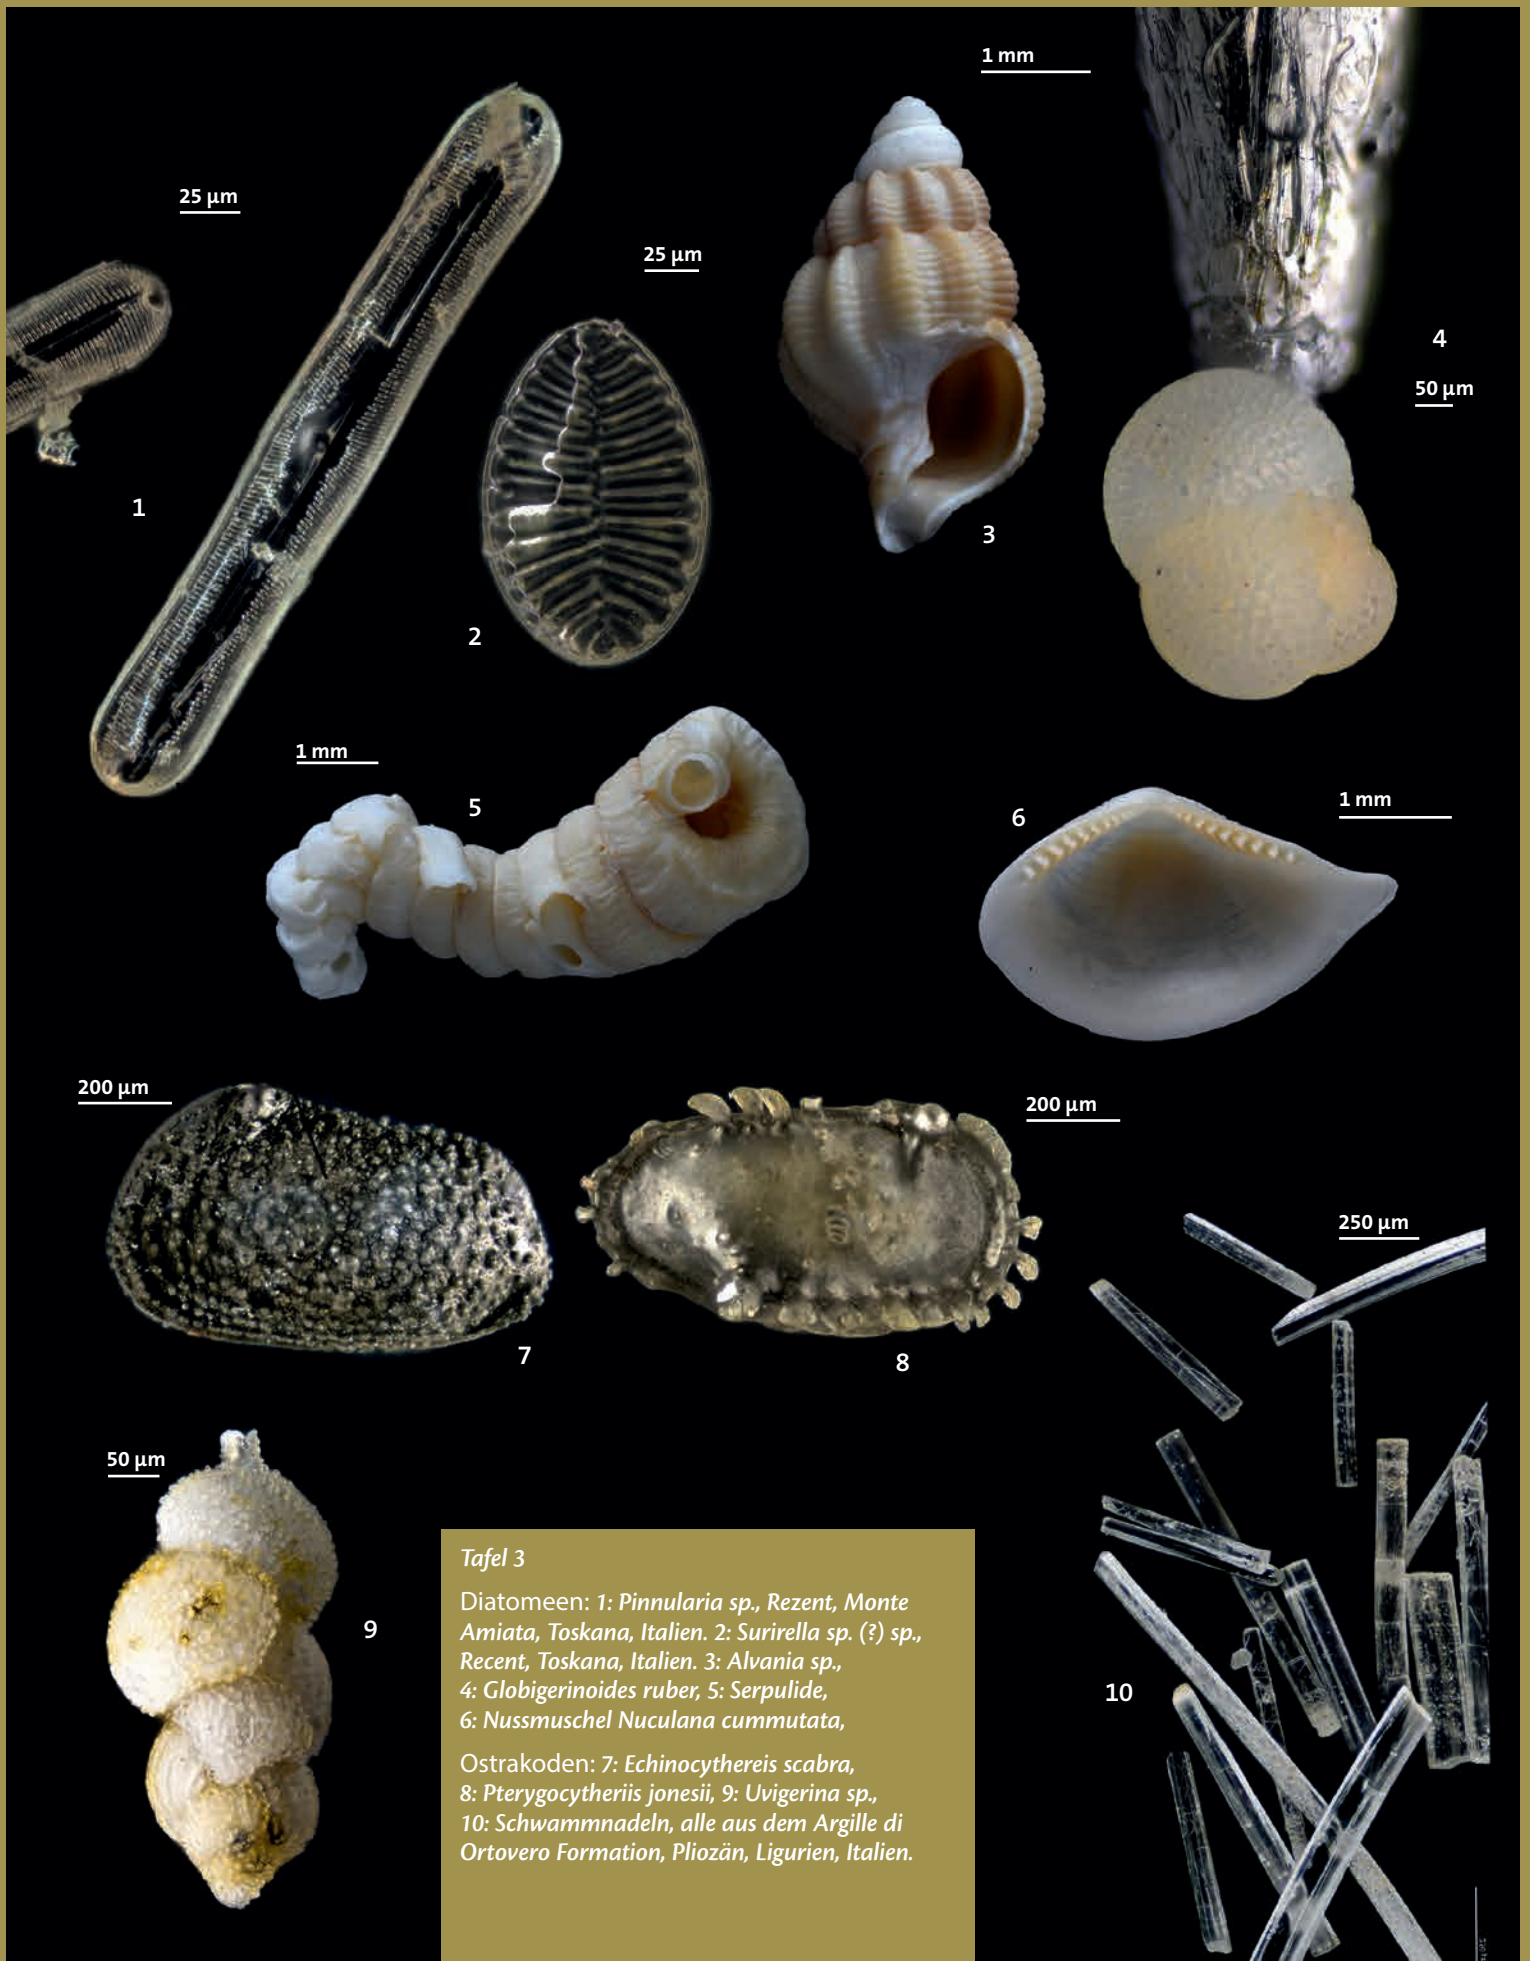 1 mm
25 µm
25 µm
4
50 µm
1
3
2
1 mm
5
6
1 mm
200 µm
200 µm
7
8
250 µm
50 µm
9
10
Tafel 3
Diatomeen: 1: Pinnularia sp., Rezent, Monte
Amiata, Toskana, Italien. 2: Surirella sp. (?) sp.,
Recent, Toskana, Italien. 3: Alvania sp.,
4: Globigerinoides ruber, 5: Serpulide,
6: Nussmuschel Nuculana cummutata,
Ostrakoden: 7: Echinocythereis scabra,
8: Pterygocytheriis jonesii, 9: Uvigerina sp.,
10: Schwammnadeln, alle aus dem Argille di
Ortovero Formation, Pliozän, Ligurien, Italien.